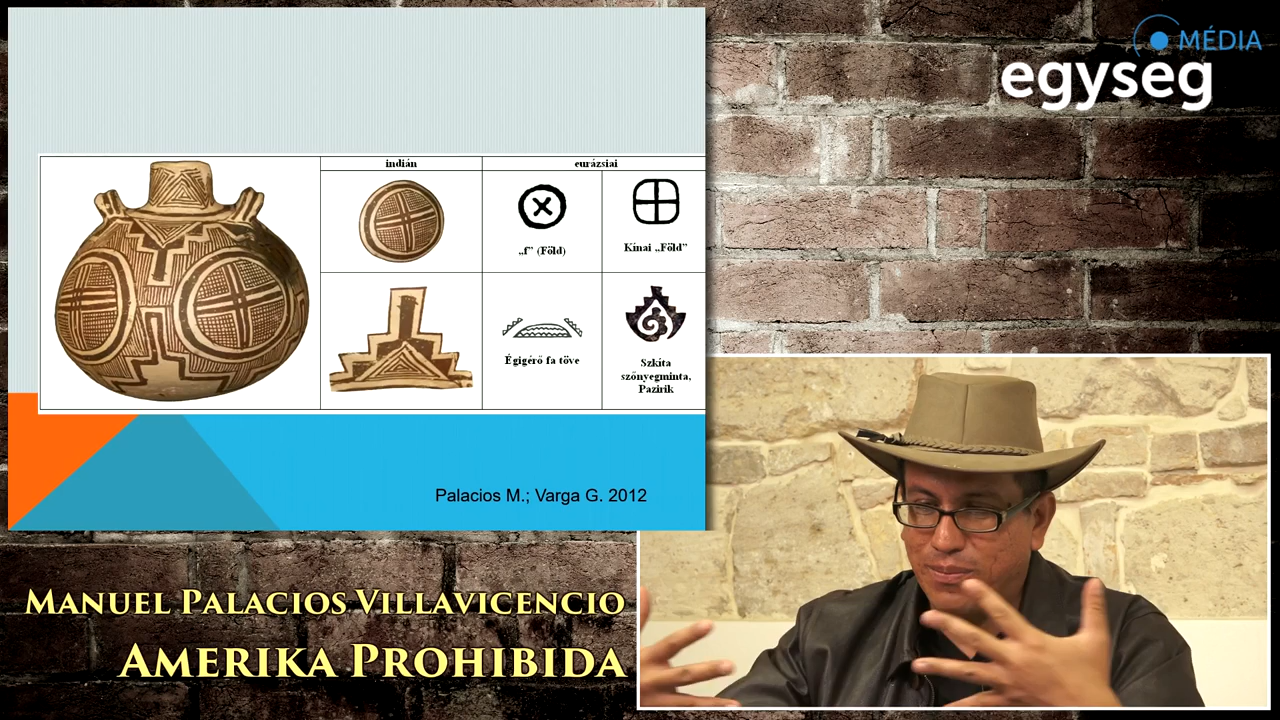 MÉDIA
egyseg
indián
eurázsiai
„f” (Föld)
Kínai „Föld”
Égigérő fa töve
Szkíta
szőnyegminta,
Pazirik
Palacios M.; Varga G. 2012
MANUEL PALACIOS VILLAVICENCIO
AMERIKA PROHIBIDA